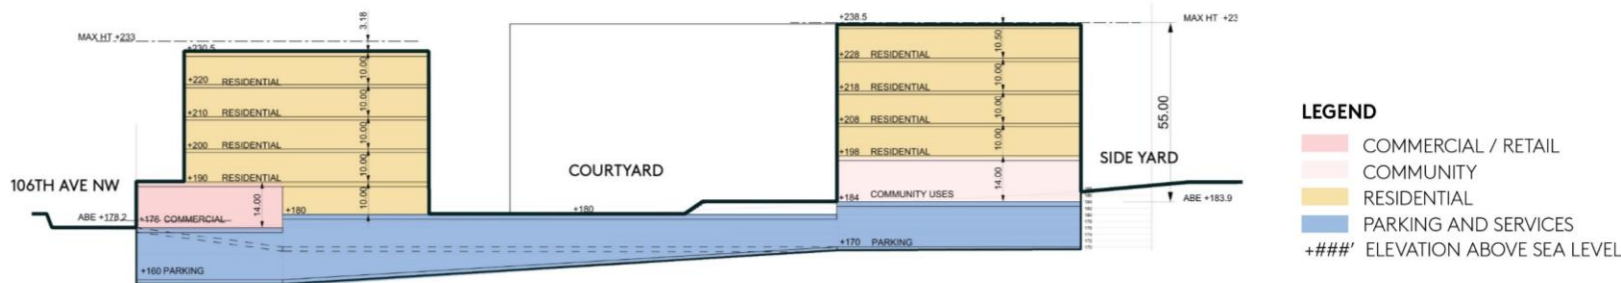 +238.5
MAX HT +23
3.18
MAX HT +233
+230.5
10.50
+228 RESIDENTIAL
10.00
+220 RESIDENTIAL
10.00
+218 RESIDENTIAL
10.00
+210 RESIDENTIAL
10.00
+208 RESIDENTIAL
10.00
+200 RESIDENTIAL
10.00
+198 RESIDENTIAL
10.00
55.00
+190 RESIDENTIAL
10.00
14.00
106TH AVE NW
COURTYARD
SIDE YARD
14.00
+184 COMMUNITY USES
ABE +183.9
+180
+180
ABE +178.2
+176 COMMERCIAL
+170 PARKING
+160 PARKING
LEGEND
COMMERCIAL / RETAIL
COMMUNITY
RESIDENTIAL
PARKING AND SERVICES
+###' ELEVATION ABOVE SEA LEVEL